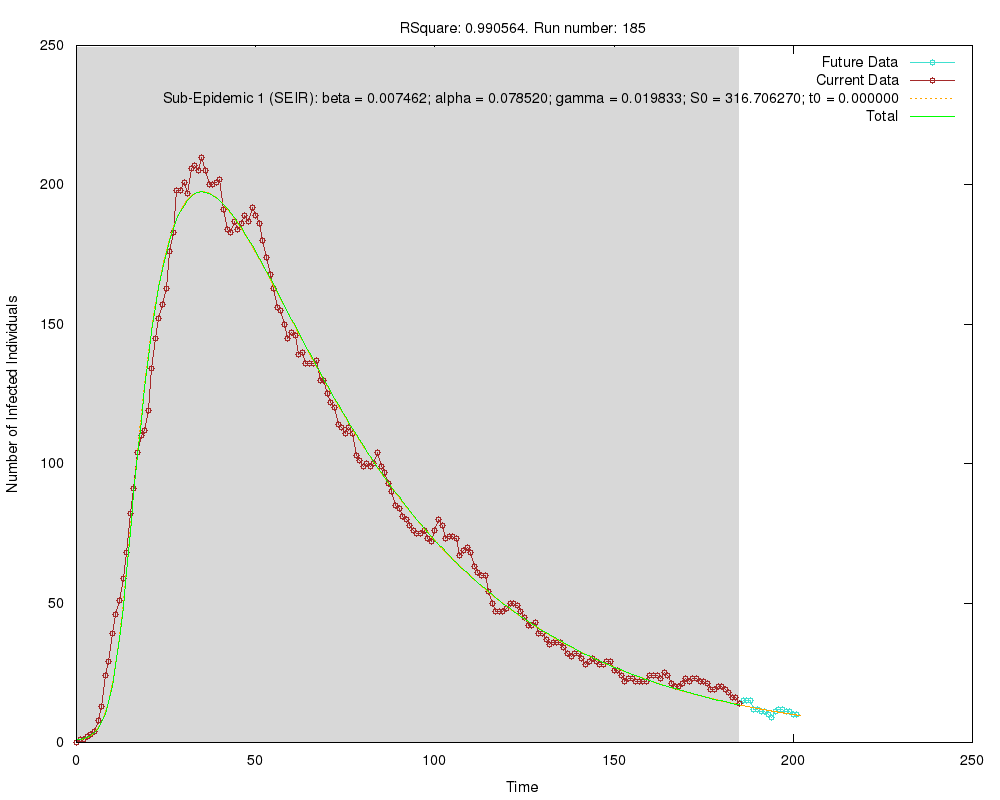 RSquare: 0.990564. Run number: 185
250
200
150
100
50
0
0 50 100 150 200 250
Number of Infected Individuals
Time
Future Data
Current Data
Sub-Epidemic 1 (SEIR): beta = 0.007462; alpha = 0.078520; gamma = 0.019833; S0 = 316.706270; t0 = 0.000000
Total